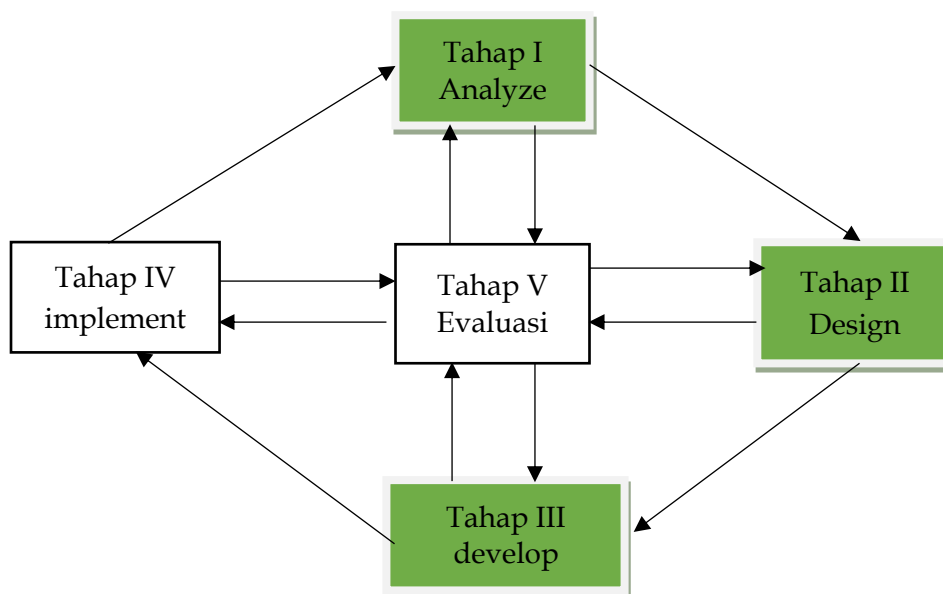 Tahap I
Analyze
Tahap IV
implement
Tahap V
Evaluasi
Tahap II
Design
Tahap III
develop